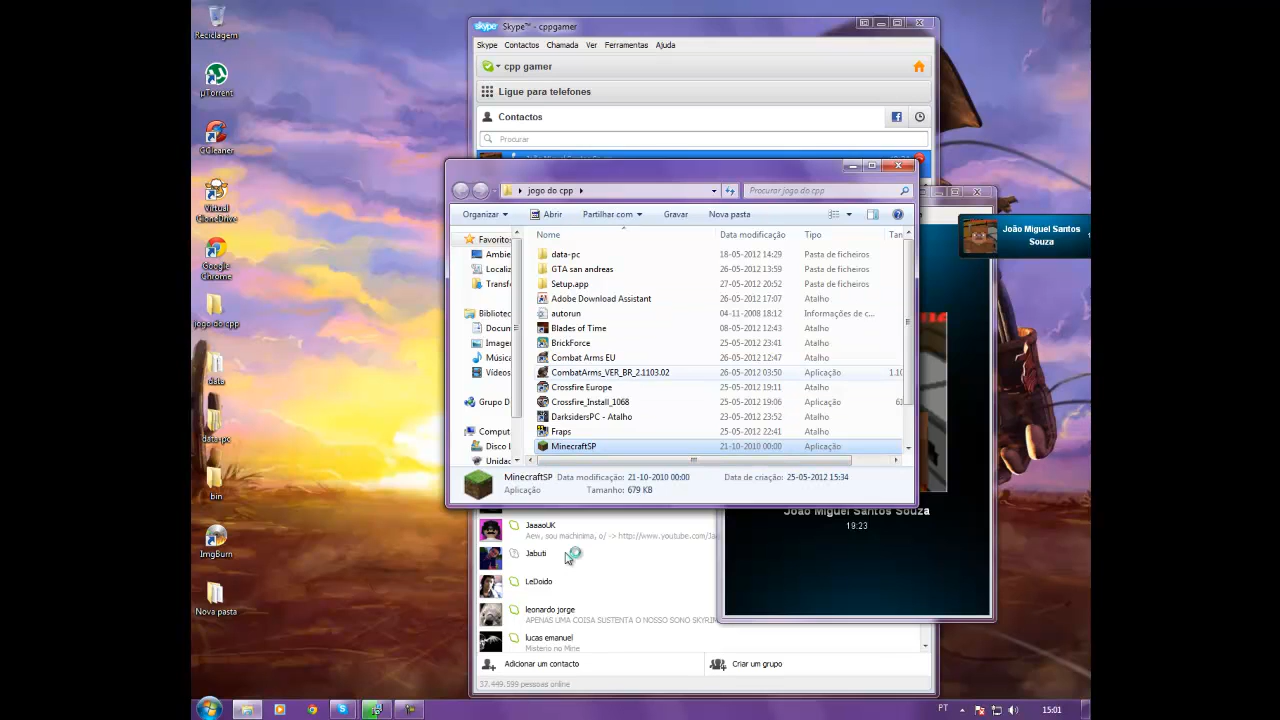 Reciclagem
µTorrent
CCleaner
Virtual CloneDrive
Google Chrome
jogo do cpp
data
data-pc
bin
ImgBurn
Nova pasta
Skype™ - cppgamer
Skype Contactos Chamada Ver Ferramentas Ajuda
cpp gamer
Ligue para telefones
Contactos
Procurar
jogo do cpp
Procurar jogo do cpp
Organizar Abrir Partilhar com Gravar Nova pasta
Favoritos
Ambie
Localiz
Transfe
Bibliotec
Docun
Imagen
Música
Vídeos
Grupo D
Comput
Disco l
Unidac
Nome Data modificação Tipo Tan
data-pc 18-05-2012 14:29 Pasta de ficheiros
GTA san andreas 26-05-2012 13:59 Pasta de ficheiros
Setup.app 27-05-2012 20:52 Pasta de ficheiros
Adobe Download Assistant 26-05-2012 17:07 Atalho
autorun 04-11-2008 18:12 Informações de c...
Blades of Time 08-05-2012 12:43 Atalho
BrickForce 25-05-2012 23:41 Atalho
Combat Arms EU 26-05-2012 12:47 Atalho
CombatArms_VER_BR_2.1103.02 26-05-2012 03:50 Aplicação 1.10
Crossfire Europe 25-05-2012 19:11 Atalho
Crossfire_Install_1068 25-05-2012 19:06 Aplicação 63
DarksidersPC - Atalho 23-05-2012 23:52 Atalho
Fraps 25-05-2012 22:41 Atalho
MinecraftSP 21-10-2010 00:00 Aplicação
MinecraftSP Data modificação: 21-10-2010 00:00 Data de criação: 25-05-2012 15:34
Aplicação Tamanho: 679 KB
João Miguel Santos Souza
João Miguel Santos Souza
19:23
JaaaoUK
Aew, sou machinima, o/ -> http://www.youtube.com/Ja
Jabuti
LeDoido
leonardo jorge
APENAS UMA COISA SUSTENTA O NOSSO SONO SKYRIM
lucas emanuel
Misterio no Mine
Adicionar um contacto
Criar um grupo
37.449.599 pessoas online
PT
15:01